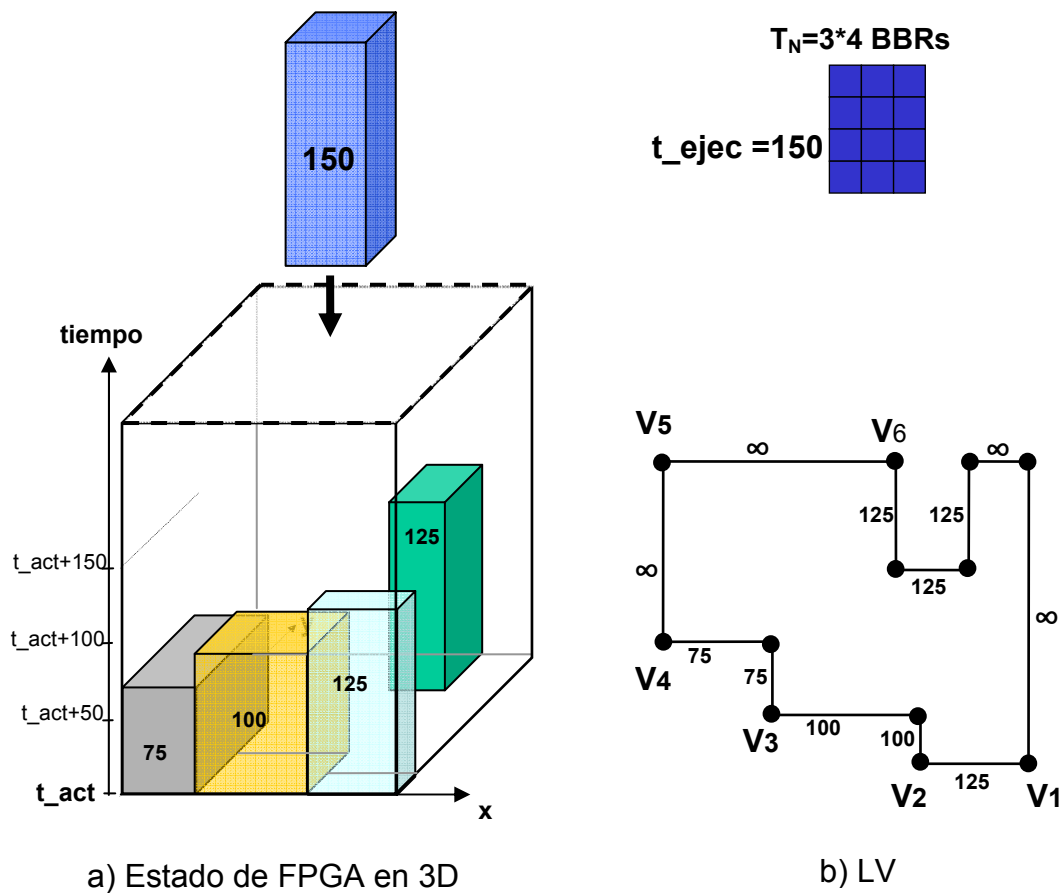 T_N=3*4 BBRs
150
t_ejec =150
tiempo
t_act+150
t_act+100
t_act+50
t_act
75
100
125
125
y
x
V5
∞
V6
∞
125
125
125
∞
∞
V4
75
75
V3
100
100
V2
125
V1
a) Estado de FPGA en 3D
b) LV